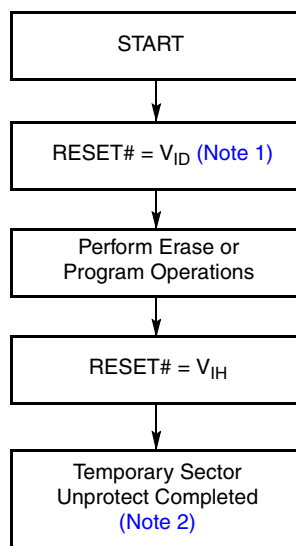 START
RESET# = VID (Note 1)
Perform Erase or
Program Operations
RESET# = VIH
Temporary Sector
Unprotect Completed
(Note 2)